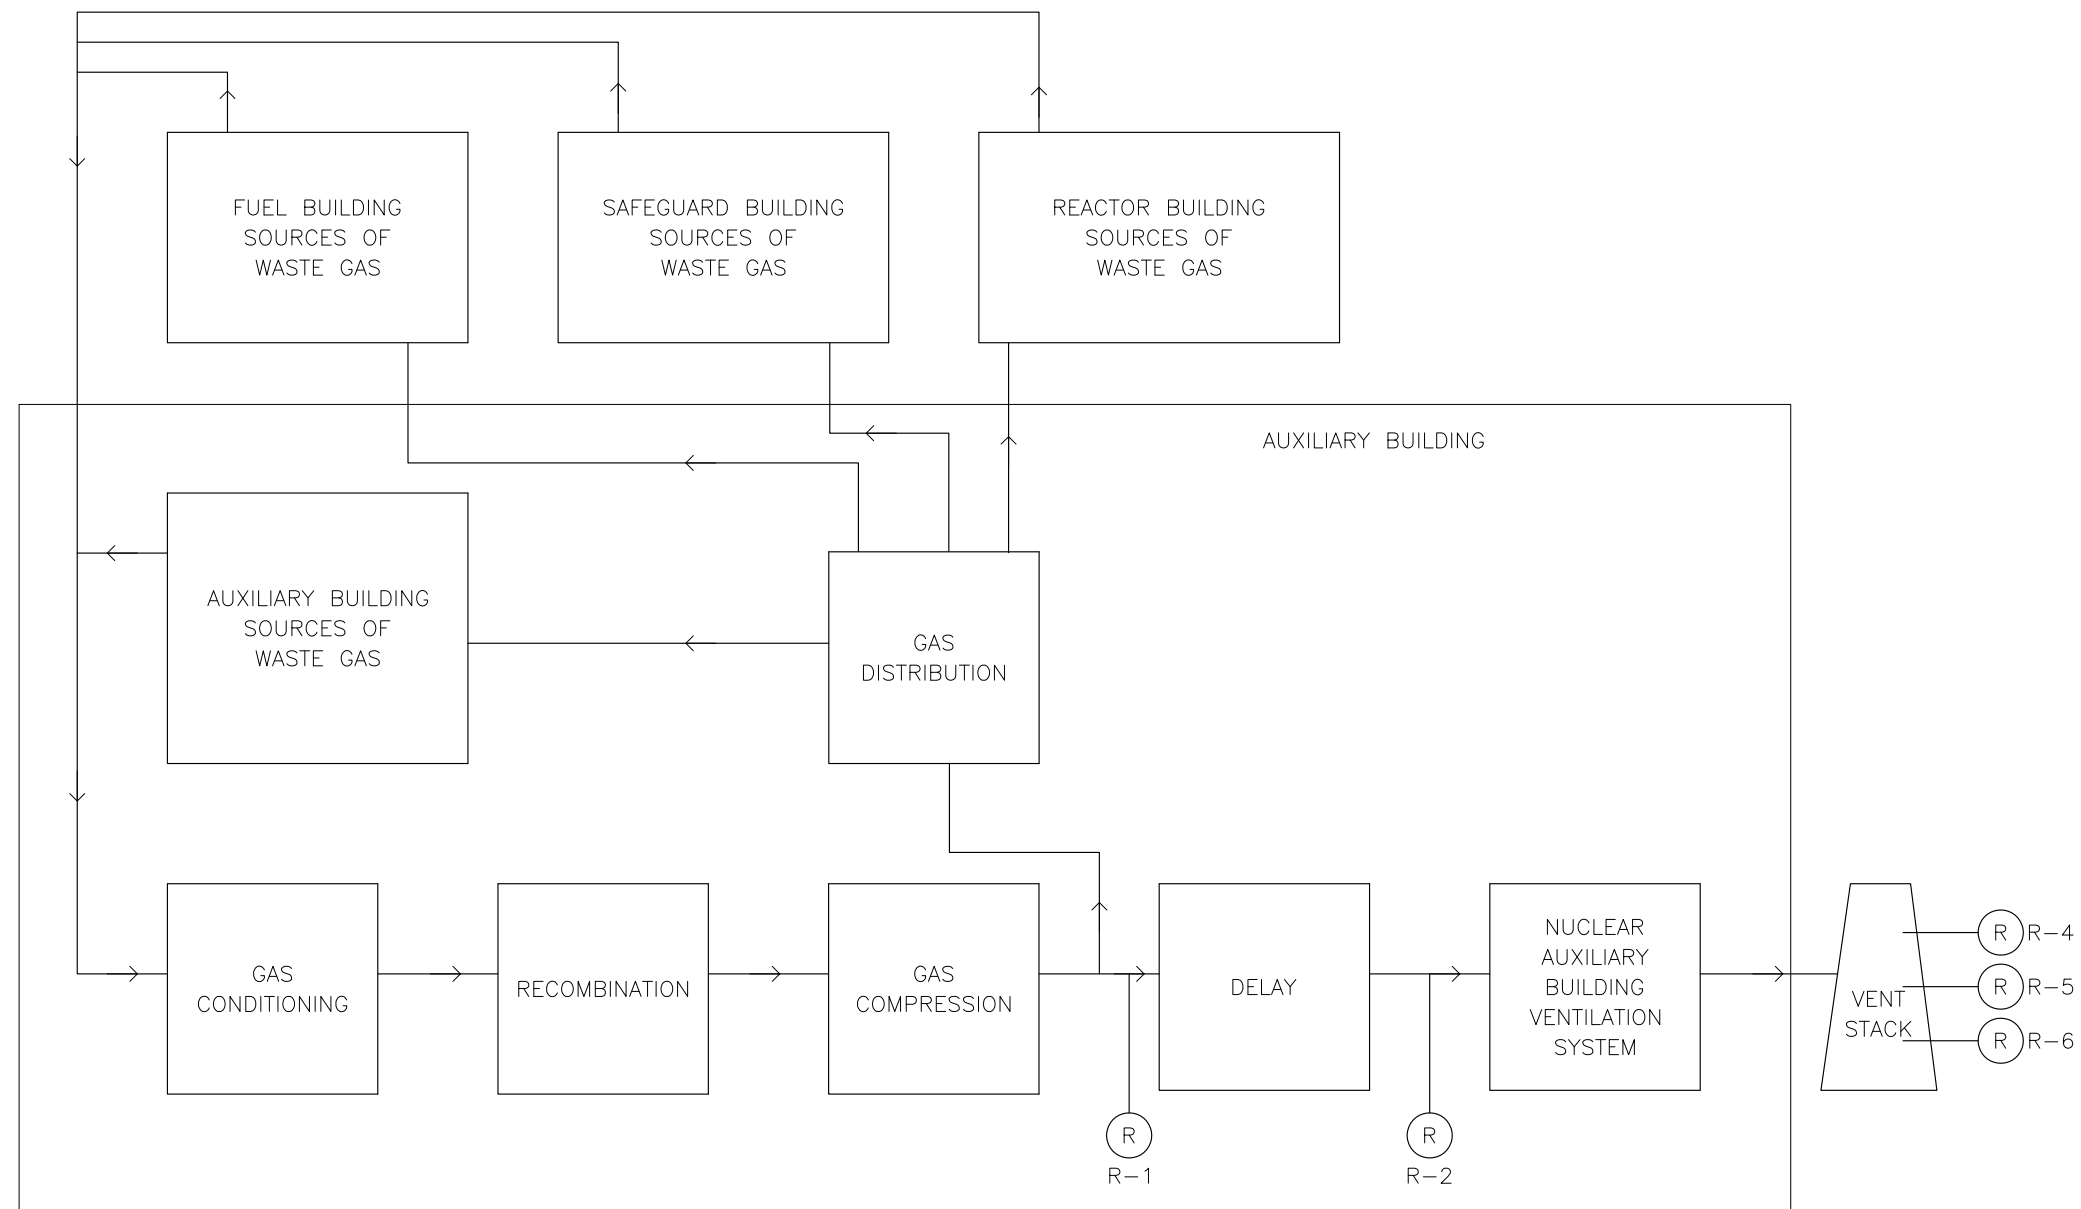 FUEL BUILDING
SOURCES OF
WASTE GAS
SAFEGUARD BUILDING
SOURCES OF
WASTE GAS
REACTOR BUILDING
SOURCES OF
WASTE GAS
AUXILIARY BUILDING
AUXILIARY BUILDING
SOURCES OF
WASTE GAS
GAS
DISTRIBUTION
GAS
CONDITIONING
RECOMBINATION
GAS
COMPRESSION
DELAY
NUCLEAR
AUXILIARY
BUILDING
VENTILATION
SYSTEM
VENT
STACK
R R-4
R R-5
R R-6
R
R-1
R
R-2